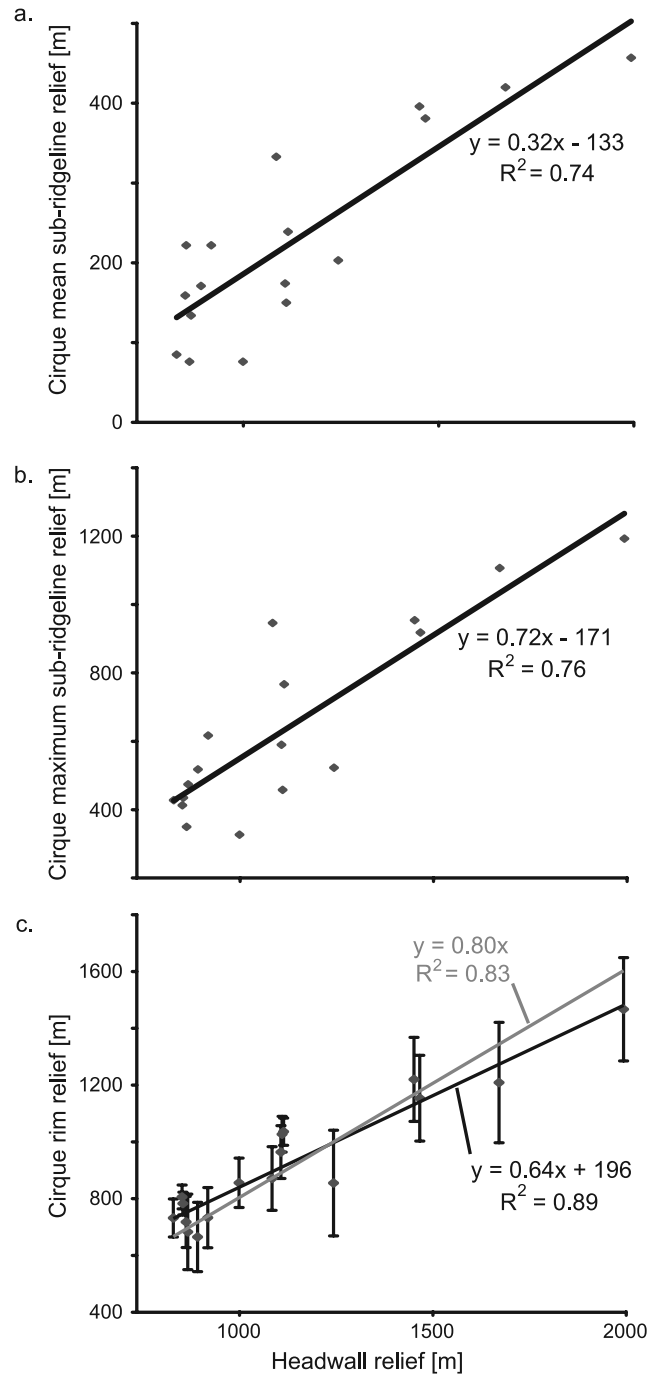 a.
Cirque mean sub-ridgeline relief [m]
400
200
0
y = 0.32x - 133
R² = 0.74
b.
Cirque maximum sub-ridgeline relief [m]
1200
800
400
y = 0.72x - 171
R² = 0.76
c.
Cirque rim relief [m]
1600
1200
800
400
y = 0.80x
R² = 0.83
y = 0.64x + 196
R² = 0.89
1000 1500 2000
Headwall relief [m]